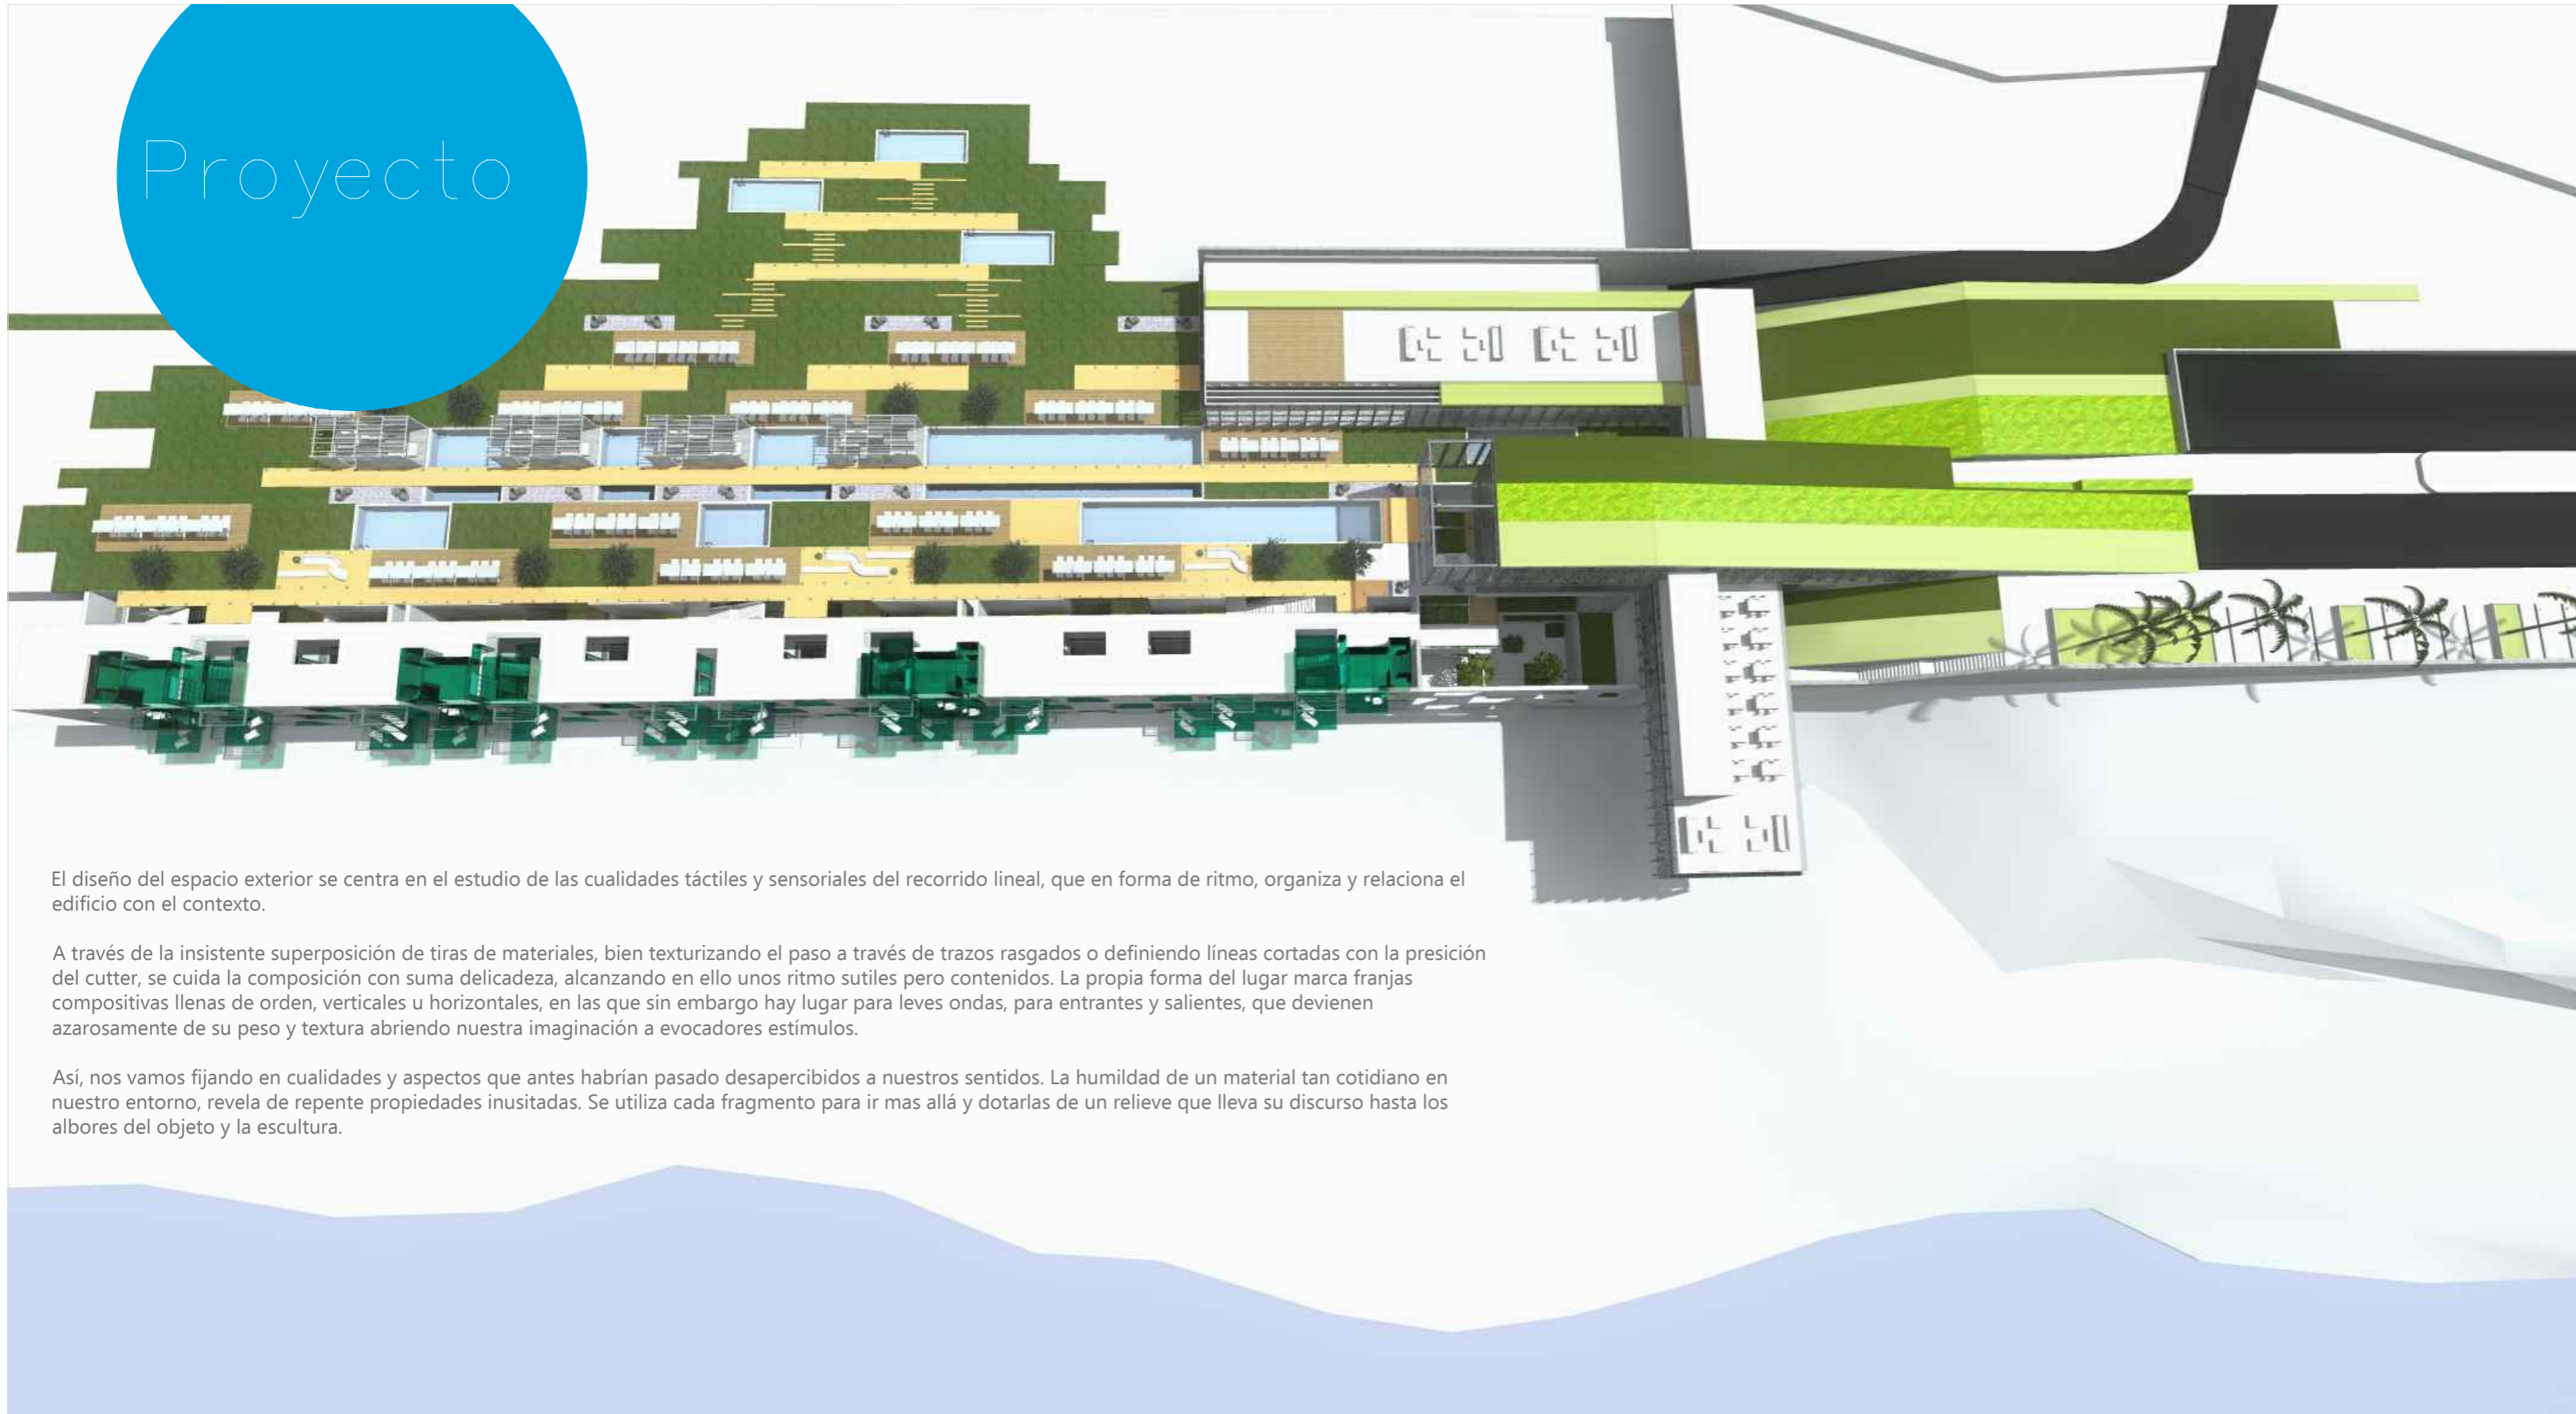 Proyecto
El diseño del espacio exterior se centra en el estudio de las cualidades táctiles y sensoriales del recorrido lineal, que en forma de ritmo, organiza y relaciona el
edificio con el contexto.
A través de la insistente superposición de tiras de materiales, bien texturizando el paso a través de trazos rasgados o definiendo líneas cortadas con la presición
del cutter, se cuida la composición con suma delicadeza, alcanzando en ello unos ritmo sutiles pero contenidos. La propia forma del lugar marca franjas
compositivas llenas de orden, verticales u horizontales, en las que sin embargo hay lugar para leves ondas, para entrantes y salientes, que devienen
azarosamente de su peso y textura abriendo nuestra imaginación a evocadores estímulos.
Así, nos vamos fijando en cualidades y aspectos que antes habrían pasado desapercibidos a nuestros sentidos. La humildad de un material tan cotidiano en
nuestro entorno, revela de repente propiedades inusitadas. Se utiliza cada fragmento para ir mas allá y dotarlas de un relieve que lleva su discurso hasta los
albores del objeto y la escultura.